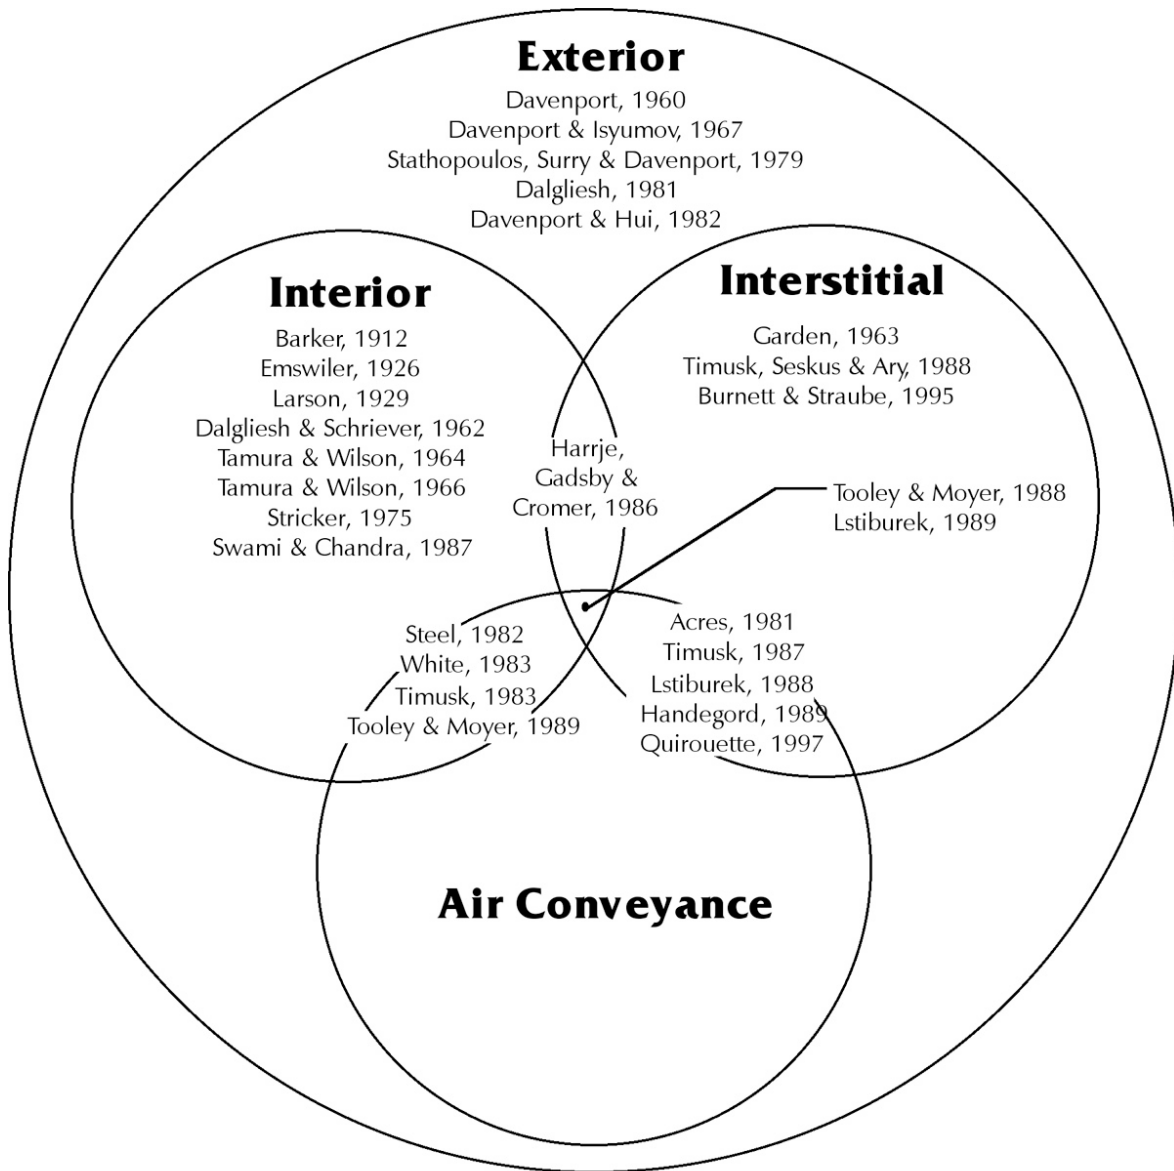 Exterior
Davenport, 1960
Davenport & Isyumov, 1967
Stathopoulos, Surry & Davenport, 1979
Dalgliesh, 1981
Davenport & Hui, 1982
Interior
Barker, 1912
Emswiler, 1926
Larson, 1929
Dalgliesh & Schriever, 1962
Tamura & Wilson, 1964
Tamura & Wilson, 1966
Stricker, 1975
Swami & Chandra, 1987
Interstitial
Garden, 1963
Timusk, Seskus & Ary, 1988
Burnett & Straube, 1995
Harrje,
Gadsby &
Cromer, 1986
Tooley & Moyer, 1988
Lstiburek, 1989
Steel, 1982
White, 1983
Timusk, 1983
Tooley & Moyer, 1989
Acres, 1981
Timusk, 1987
Lstiburek, 1988
Handegord, 1989
Quirouette, 1997
Air Conveyance